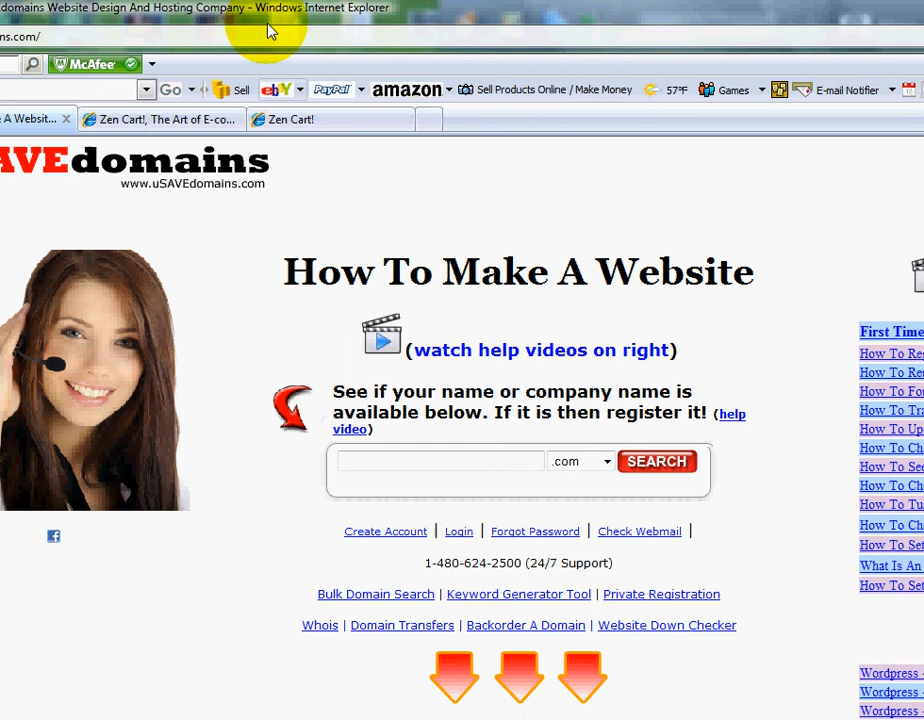 domains Website Design And Hosting Company - Windows Internet Explorer
ns.com/
McAfee
Go Sell ebY PayPal amazon Sell Products Online / Make Money 57°F Games E-mail Notifier
A Websit... Zen Cart!, The Art of E-co... Zen Cart!
AVEdomains
www.uSAVEdomains.com
How To Make A Website
(watch help videos on right)
See if your name or company name is
available below. If it is then register it! (help
video)
.com SEARCH
Create Account | Login | Forgot Password | Check Webmail |
1-480-624-2500 (24/7 Support)
Bulk Domain Search | Keyword Generator Tool | Private Registration
Whois | Domain Transfers | Backorder A Domain | Website Down Checker
First Time
How To Re
How To Re
How To Fo
How To Tra
How To Up
How To Ch
How To See
How To Ch
How To Tu
How To Ch
How To Set
What Is An
How To Set
Wordpress -
Wordpress -
Wordpress -